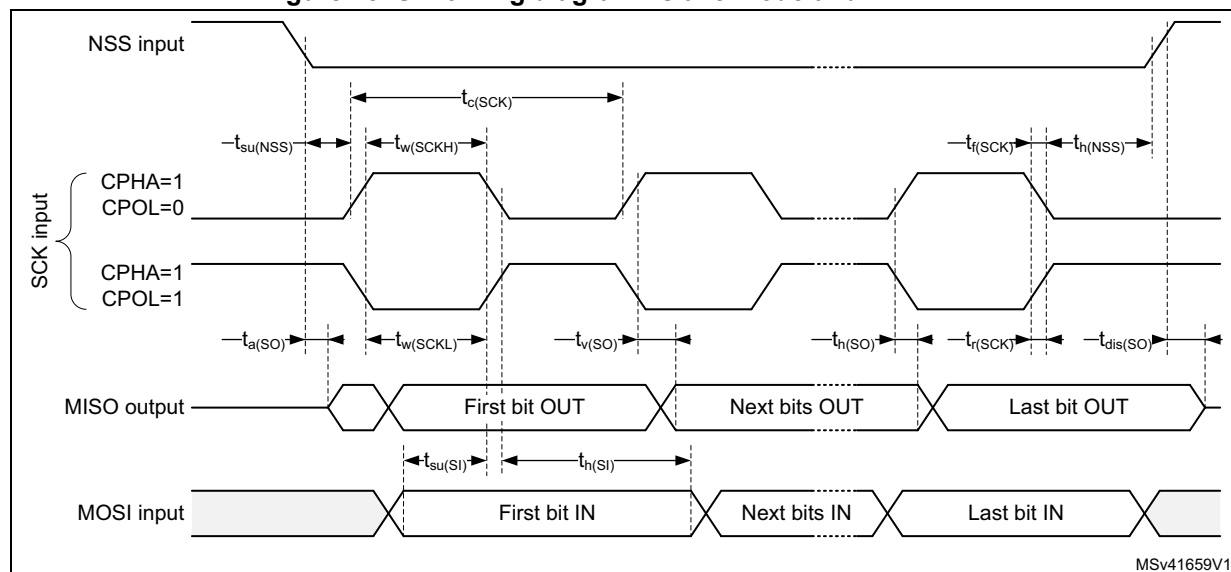 NSS input
tc(SCK)
tsu(NSS)
tw(SCKH)
tf(SCK)
th(NSS)
SCK input
CPHA=1
CPOL=0
CPHA=1
CPOL=1
ta(SO)
tw(SCKL)
tv(SO)
th(SO)
tr(SCK)
tdis(SO)
MISO output
First bit OUT
Next bits OUT
Last bit OUT
tsu(SI)
th(SI)
MOSI input
First bit IN
Next bits IN
Last bit IN
MSv41659V1